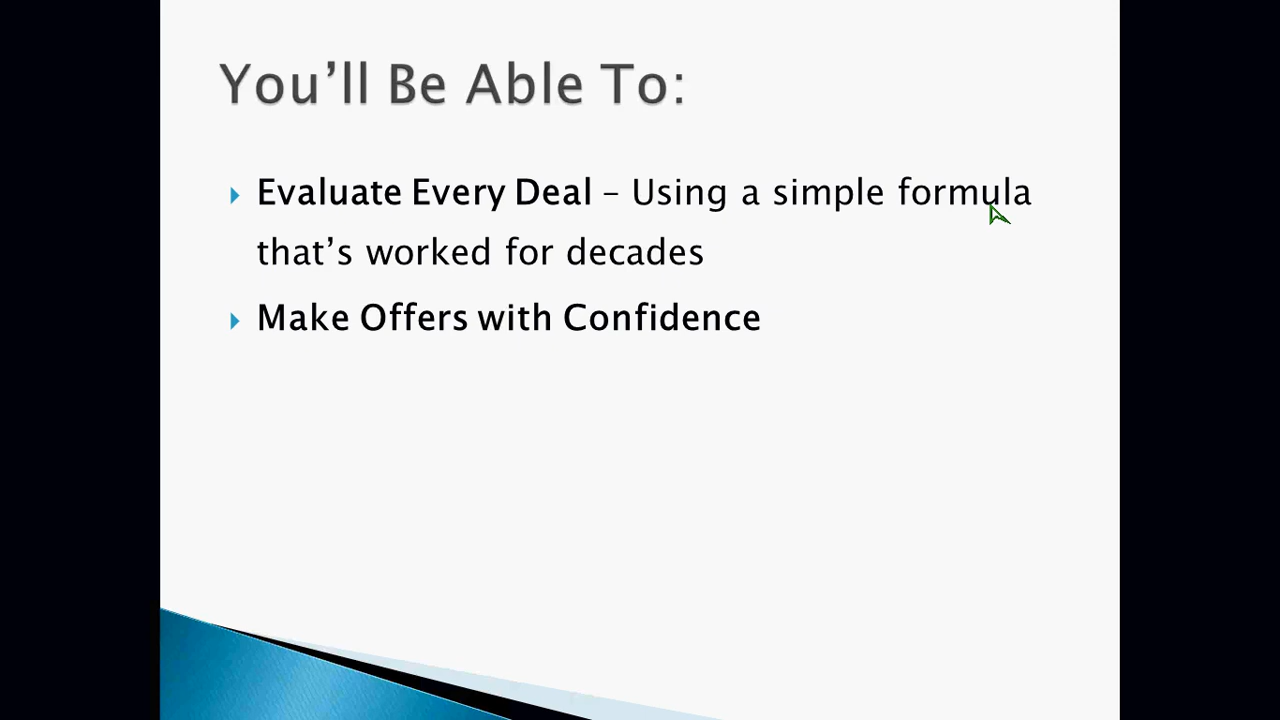 You’ll Be Able To:
Evaluate Every Deal – Using a simple formula
that’s worked for decades
Make Offers with Confidence